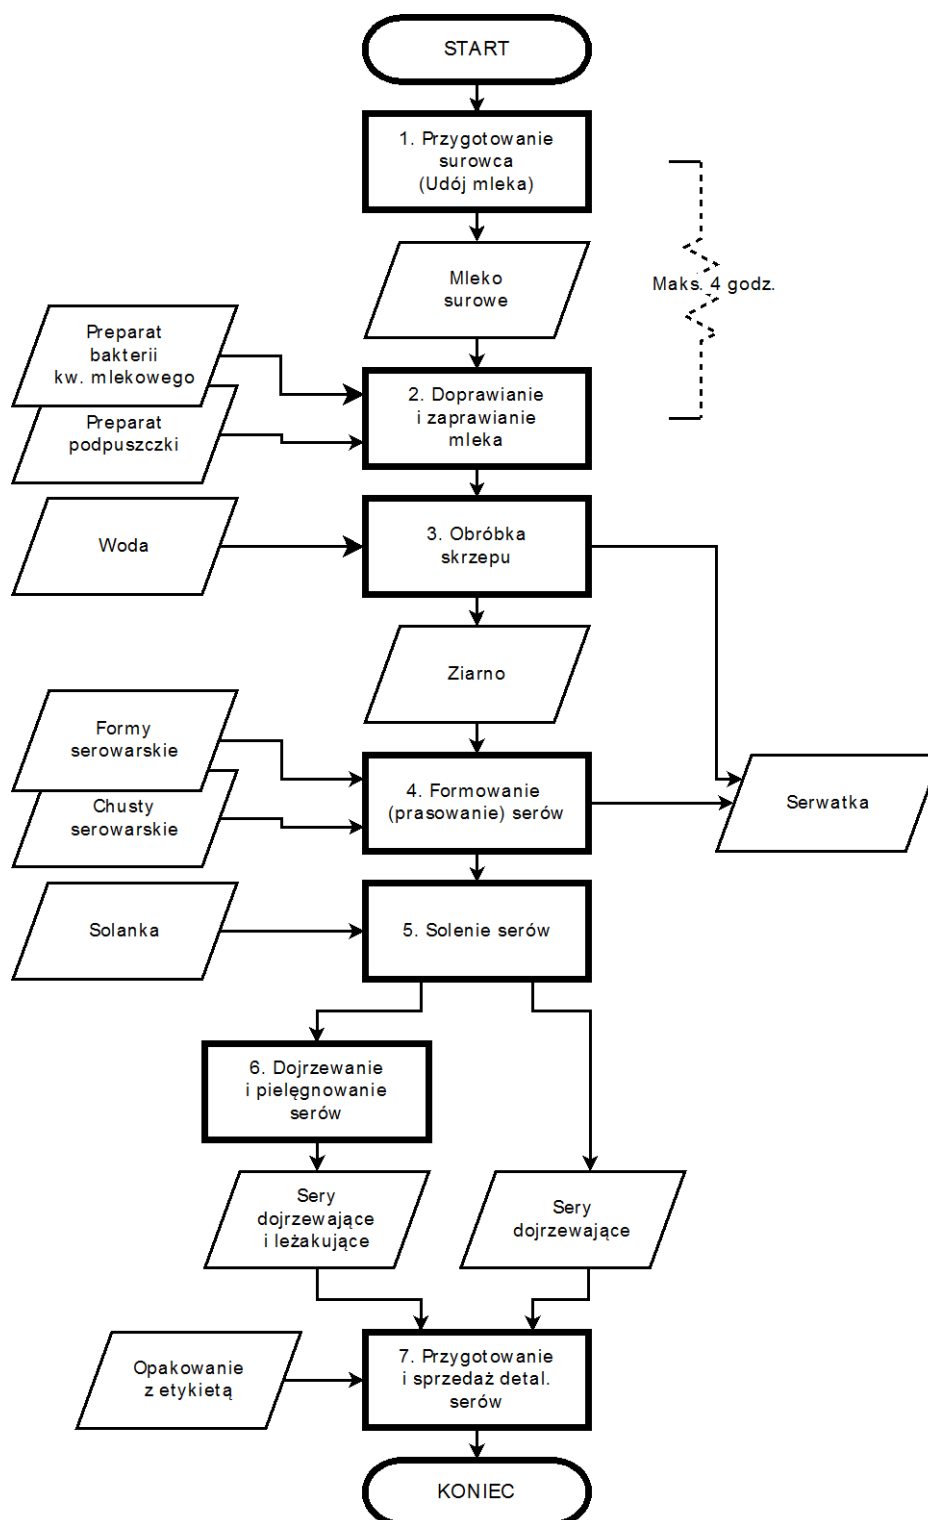 START
1. Przygotowanie
surowca
(Udój mleka)
Mleko
surowe
Maks. 4 godz.
Preparat
bakterii
kw. mlekowego
2. Doprawianie
i zaprawianie
mleka
Preparat
podpuszczki
Woda
3. Obróbka
skrzepu
Ziarno
Formy
serowarskie
4. Formowanie
(prasowanie) serów
Chusty
serowarskie
Serwatka
Solanka
5. Solenie serów
6. Dojrzewanie
i pielęgnowanie
serów
Sery
dojrzewające
i leżakujące
Sery
dojrzewające
Opakowanie
z etykietą
7. Przygotowanie
i sprzedaż detal.
serów
KONIEC